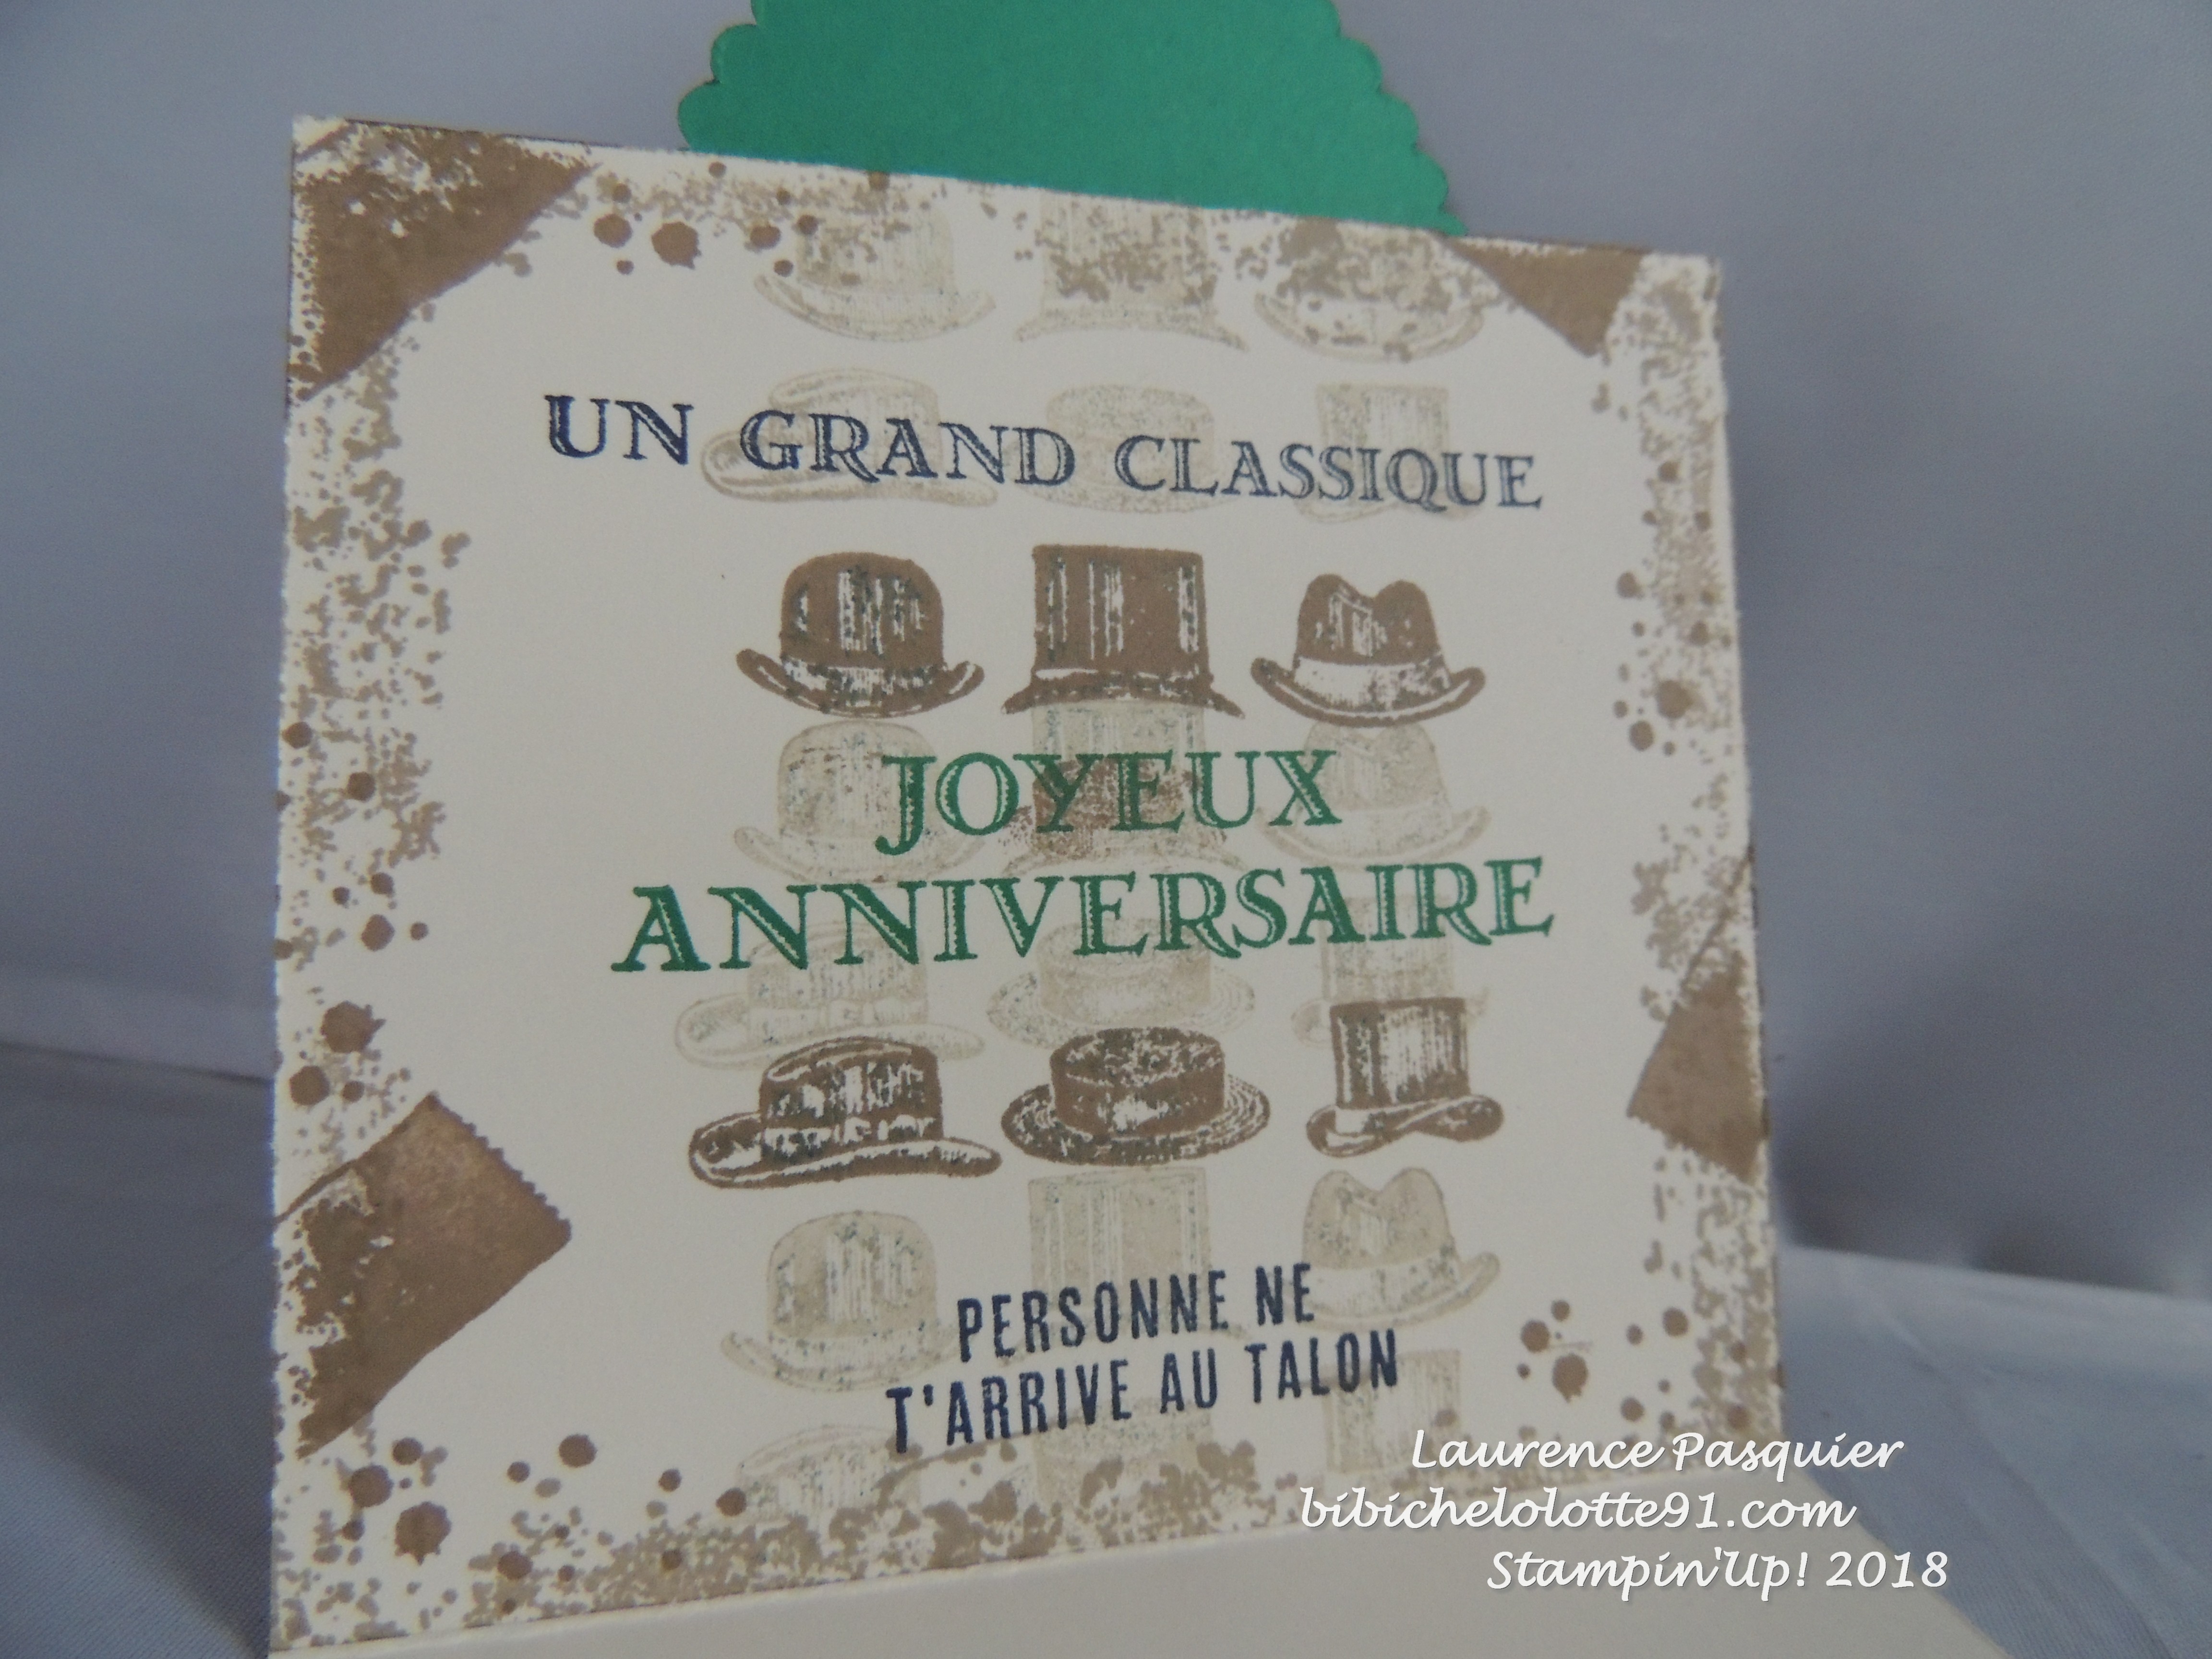 UN GRAND CLASSIQUE
JOYEUX
ANNIVERSAIRE
PERSONNE NE
T'ARRIVE AU TALON
Laurence Pasquier
bibichelolotte91.com
Stampin'Up! 2018